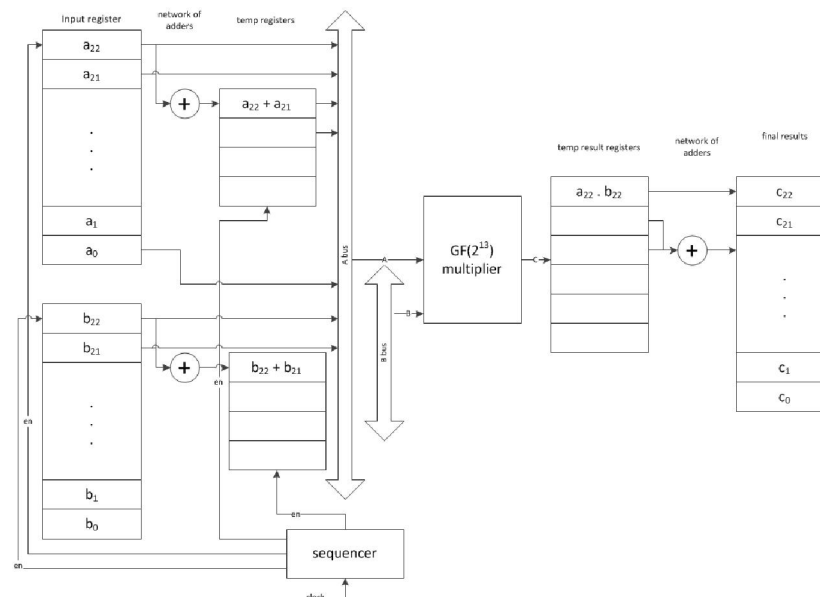 Input register
network of
adders
temp registers
a22
a21
+
a22 + a21
.
.
.
a1
a0
A bus
b22
b21
+
b22 + b21
.
.
.
b1
b0
en
en
en
en
sequencer
clock
A
B
B bus
GF(2^13)
multiplier
C
temp result registers
network of
adders
final results
a22 . b22
+
c22
c21
.
.
.
c1
c0